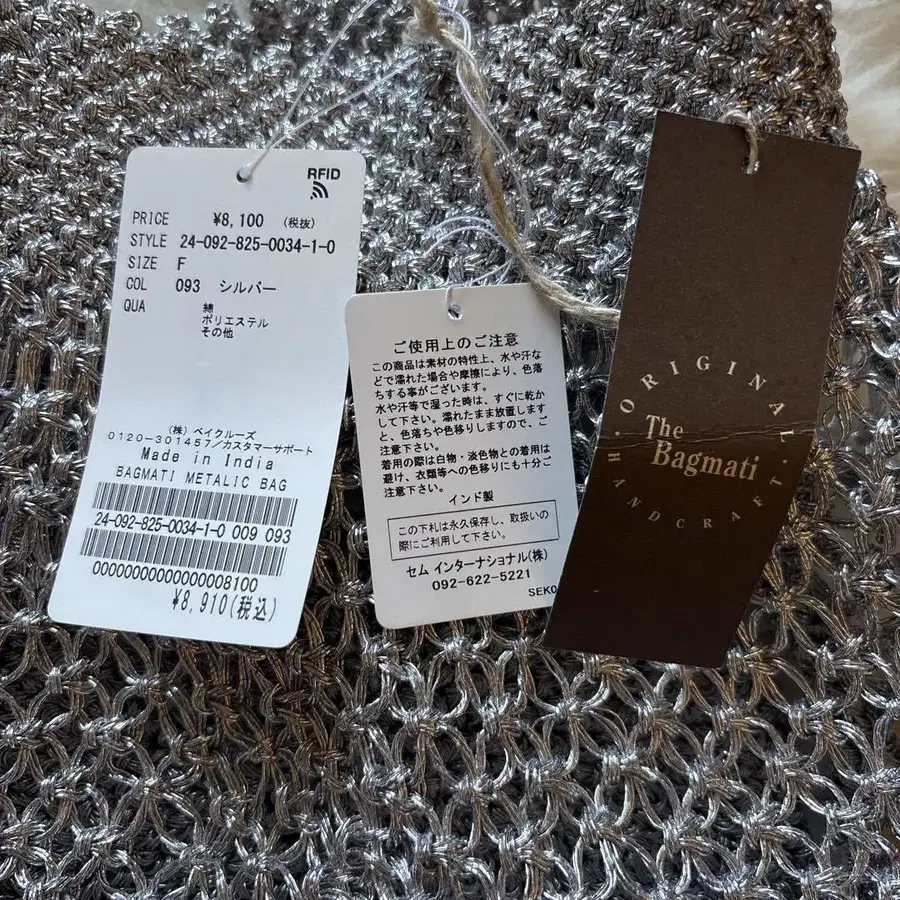 RFID
PRICE ¥8,100 (税抜)
STYLE 24-092-825-0034-1-0
SIZE F
COL 093 シルバー
QUA 綿
ポリエステル
その他
(株) ベイクルーズ
0120-301457/カスタマーサポート
Made in India
BAGMATI METALIC BAG
24-092-825-0034-1-0 009 093
0000000000000008100
¥8,910(税込)
ご使用上のご注意
この商品は素材の特性上、水や汗な
どで濡れた場合や摩擦により、色落
ちする事がございます。
水や汗等で湿った時は、すぐに乾か
して下さい。濡れたまま放置します
と、色落ちや色移りしますので、ご
注意下さい。
着用の際は白物・淡色物との着用は
避け、衣類等への色移りにも十分ご
注意下さい。
インド製
この下札は永久保存し、取扱いの
際にご利用して下さい。
セム インターナショナル(株)
092-622-5221
SEKO
ORIGINAL
The
Bagmati
HANDCRAFT